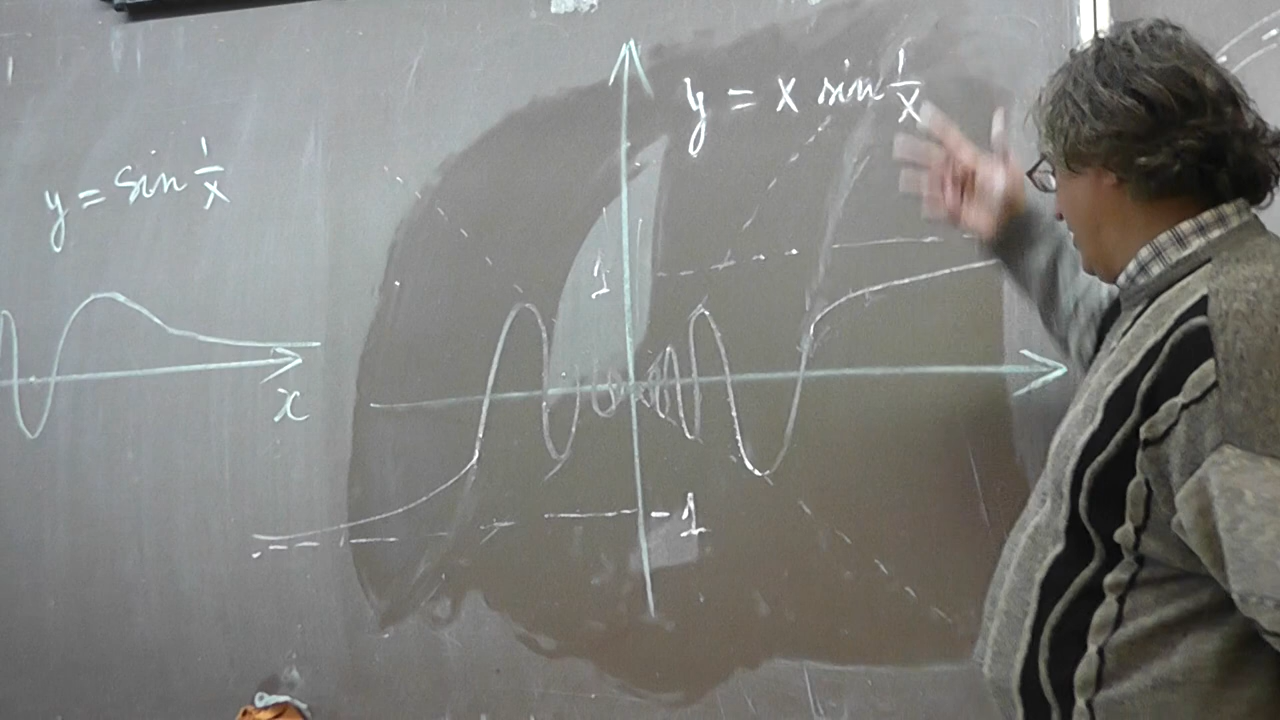 y = sin 1/x
x
y = x sin 1/x
1
-1